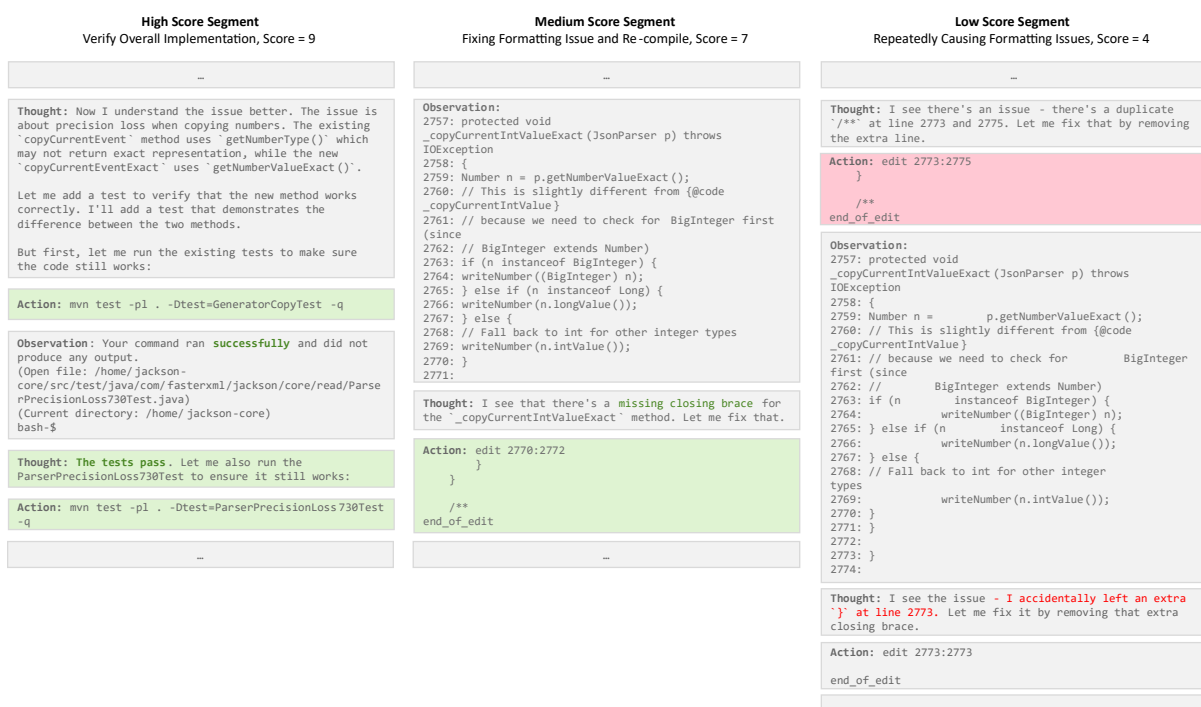 High Score Segment
Verify Overall Implementation, Score = 9
…
Thought: Now I understand the issue better. The issue is
about precision loss when copying numbers. The existing
`copyCurrentEvent` method uses `getNumberType()` which
may not return exact representation, while the new
`copyCurrentEventExact` uses `getNumberValueExact()`.
Let me add a test to verify that the new method works
correctly. I'll add a test that demonstrates the
difference between the two methods.
But first, let me run the existing tests to make sure
the code still works:
Action: mvn test -pl . -Dtest=GeneratorCopyTest -q
Observation: Your command ran successfully and did not
produce any output.
(Open file: /home/jackson-
core/src/test/java/com/fasterxml/jackson/core/read/Parse
rPrecisionLoss730Test.java)
(Current directory: /home/jackson-core)
bash-$
Thought: The tests pass. Let me also run the
ParserPrecisionLoss730Test to ensure it still works:
Action: mvn test -pl . -Dtest=ParserPrecisionLoss730Test
-q
…
Medium Score Segment
Fixing Formatting Issue and Re-compile, Score = 7
…
Observation:
2757: protected void
_copyCurrentIntValueExact(JsonParser p) throws
IOException
2758: {
2759: Number n = p.getNumberValueExact();
2760: // This is slightly different from {@code
_copyCurrentIntValue}
2761: // because we need to check for BigInteger first
(since
2762: // BigInteger extends Number)
2763: if (n instanceof BigInteger) {
2764: writeNumber((BigInteger) n);
2765: } else if (n instanceof Long) {
2766: writeNumber(n.longValue());
2767: } else {
2768: // Fall back to int for other integer types
2769: writeNumber(n.intValue());
2770: }
2771:
Thought: I see that there's a missing closing brace for
the `_copyCurrentIntValueExact` method. Let me fix that.
Action: edit 2770:2772
}
}
/**
end_of_edit
…
Low Score Segment
Repeatedly Causing Formatting Issues, Score = 4
…
Thought: I see there's an issue - there's a duplicate
`/**` at line 2773 and 2775. Let me fix that by removing
the extra line.
Action: edit 2773:2775
}
/**
end_of_edit
Observation:
2757: protected void
_copyCurrentIntValueExact(JsonParser p) throws
IOException
2758: {
2759: Number n = p.getNumberValueExact();
2760: // This is slightly different from {@code
_copyCurrentIntValue}
2761: // because we need to check for BigInteger
first (since
2762: // BigInteger extends Number)
2763: if (n instanceof BigInteger) {
2764: writeNumber((BigInteger) n);
2765: } else if (n instanceof Long) {
2766: writeNumber(n.longValue());
2767: } else {
2768: // Fall back to int for other integer
types
2769: writeNumber(n.intValue());
2770: }
2771: }
2772:
2773: }
2774:
Thought: I see the issue - I accidentally left an extra
`}` at line 2773. Let me fix it by removing that extra
closing brace.
Action: edit 2773:2773
end_of_edit